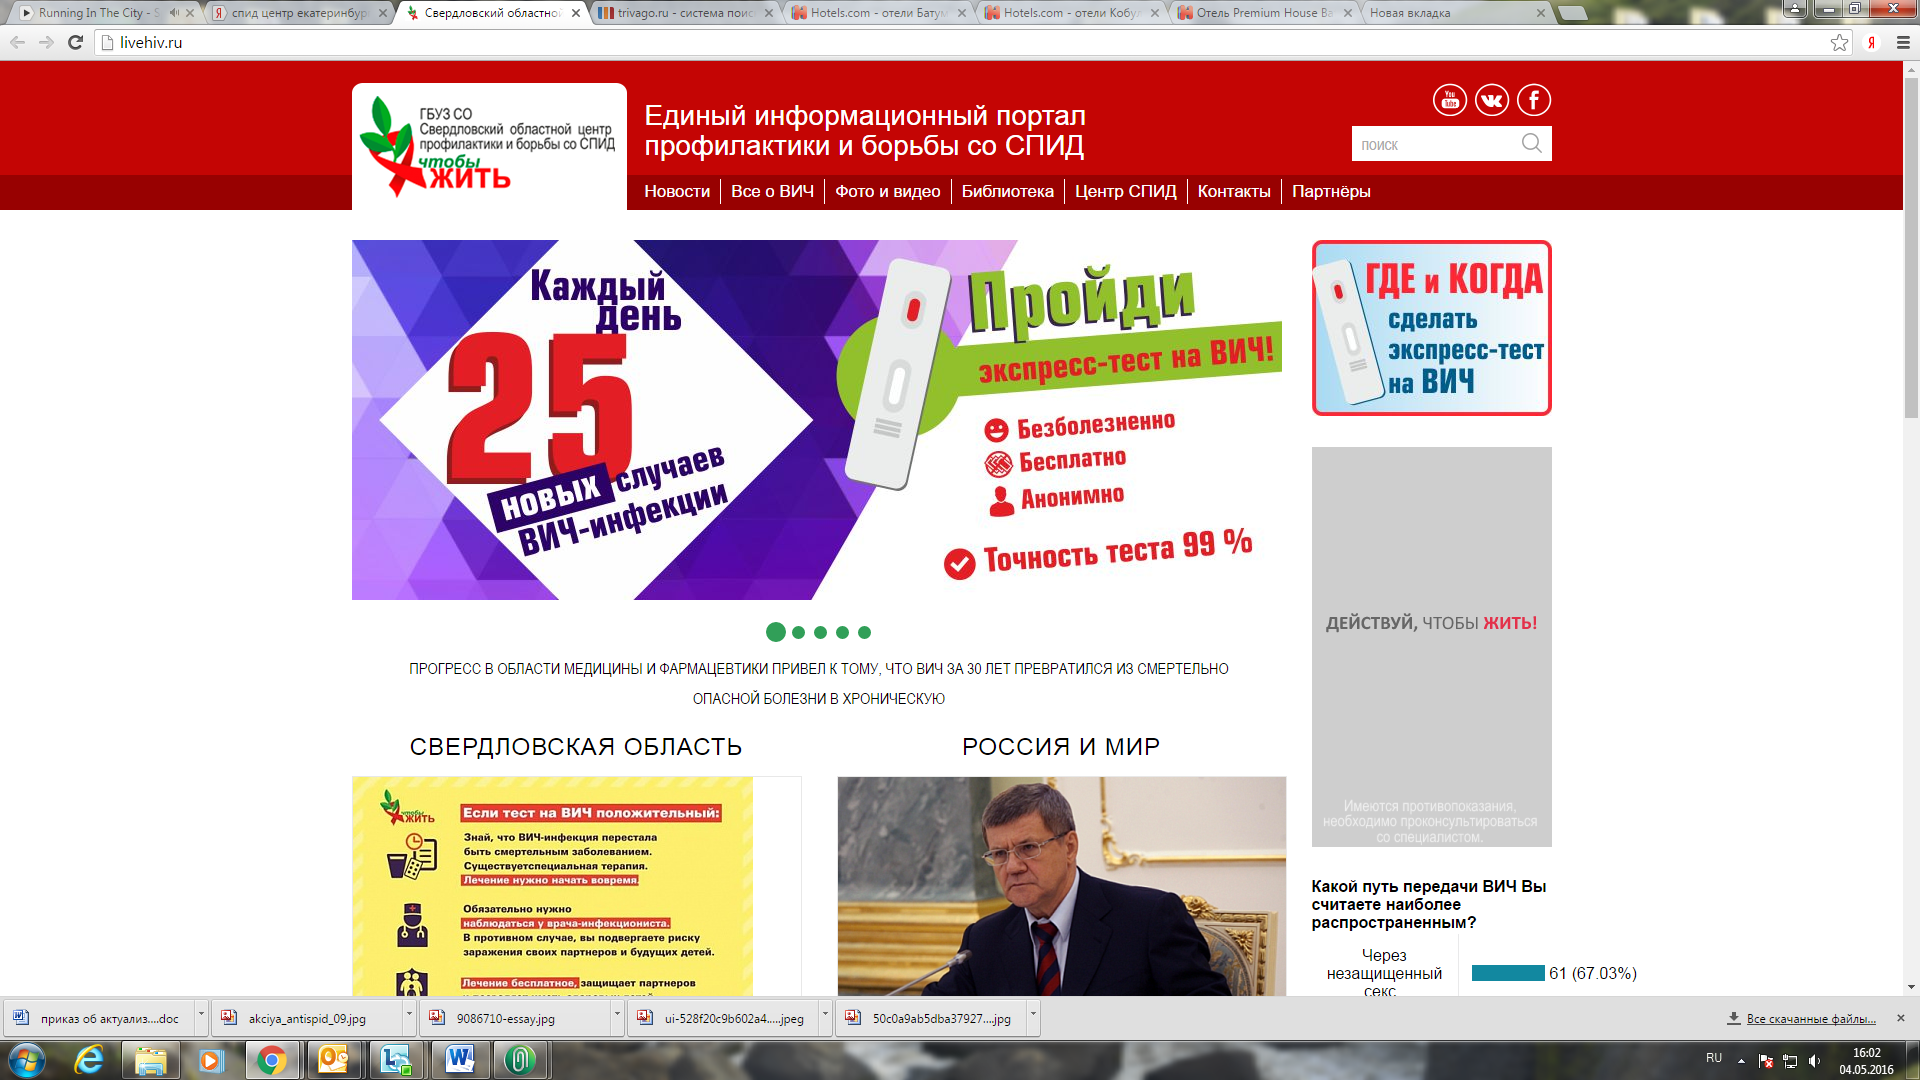 Running In The City - S
спид центр екатеринбур
Свердловский областной
trivago.ru - система поис
Hotels.com - отели Батум
Hotels.com - отели Кобул
Отель Premium House Ba
Новая вкладка
livehiv.ru
ГБУЗ СО
Свердловский областной центр
профилактики и борьбы со СПИД
чтобы
ЖИТЬ
Единый информационный портал
профилактики и борьбы со СПИД
You
Tube
поиск
Новости
Все о ВИЧ
Фото и видео
Библиотека
Центр СПИД
Контакты
Партнёры
Каждый
день
25
новых случаев
ВИЧ-инфекции
Пройди
экспресс-тест на ВИЧ!
Безболезненно
Бесплатно
Анонимно
Точность теста 99 %
ГДЕ и КОГДА
сделать
экспресс-тест
на ВИЧ
ДЕЙСТВУЙ, ЧТОБЫ ЖИТЬ!
Имеются противопоказания,
необходимо проконсультироваться
со специалистом.
ПРОГРЕСС В ОБЛАСТИ МЕДИЦИНЫ И ФАРМАЦЕВТИКИ ПРИВЕЛ К ТОМУ, ЧТО ВИЧ ЗА 30 ЛЕТ ПРЕВРАТИЛСЯ ИЗ СМЕРТЕЛЬНО
ОПАСНОЙ БОЛЕЗНИ В ХРОНИЧЕСКУЮ
СВЕРДЛОВСКАЯ ОБЛАСТЬ
РОССИЯ И МИР
чтобы
ЖИТЬ
Если тест на ВИЧ положительный:
Знай, что ВИЧ-инфекция перестала
быть смертельным заболеванием.
Существуетспециальная терапия.
Лечение нужно начать вовремя.
Обязательно нужно
наблюдаться у врача-инфекциониста.
В противном случае, вы подвергаете риску
заражения своих партнеров и будущих детей.
Лечение бесплатное, защищает партнеров
Какой путь передачи ВИЧ Вы
считаете наиболее
распространенным?
Через
незащищенный
секс
61 (67.03%)
приказ об актуализ....doc
akciya_antispid_09.jpg
9086710-essay.jpg
ui-528f20c9b602a4.....jpeg
50c0a9ab5dba37927....jpg
Все скачанные файлы...
RU
16:02
04.05.2016